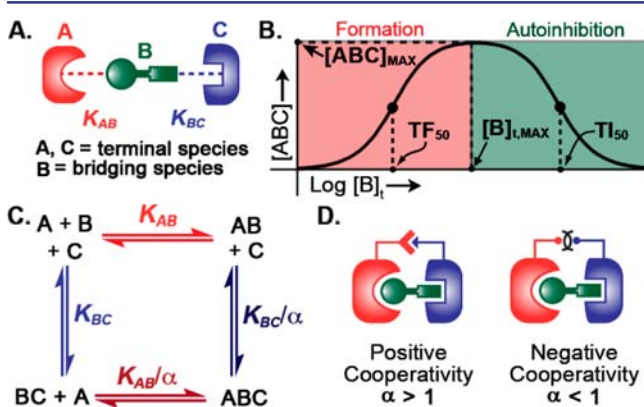 A.
A
B
C
K_AB
K_BC
A, C = terminal species
B = bridging species
B.
Formation
Autoinhibition
[ABC]_MAX
[ABC]
TF_50
[B]_t,MAX
TI_50
Log [B]_t
C.
A + B
+ C
K_AB
AB
+ C
K_BC
K_BC/α
BC + A
K_AB/α
ABC
D.
Positive
Cooperativity
α > 1
Negative
Cooperativity
α < 1